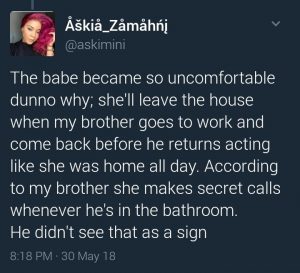 Åškiå_Zåmåhńį
@askimini
The babe became so uncomfortable
dunno why; she'll leave the house
when my brother goes to work and
come back before he returns acting
like she was home all day. According
to my brother she makes secret calls
whenever he's in the bathroom.
He didn't see that as a sign
8:18 PM · 30 May 18